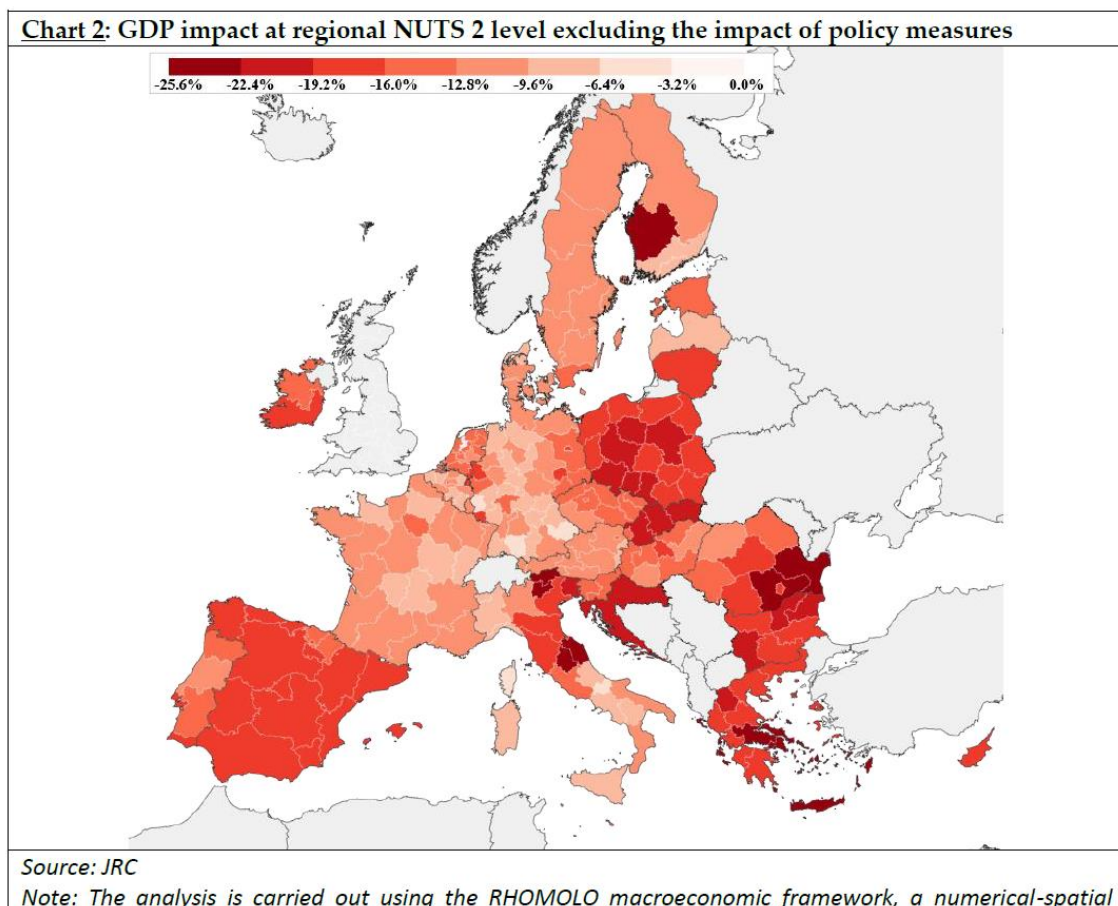 Chart 2: GDP impact at regional NUTS 2 level excluding the impact of policy measures
-25.6% -22.4% -19.2% -16.0% -12.8% -9.6% -6.4% -3.2% 0.0%
Source: JRC
Note: The analysis is carried out using the RHOMOLO macroeconomic framework, a numerical-spatial